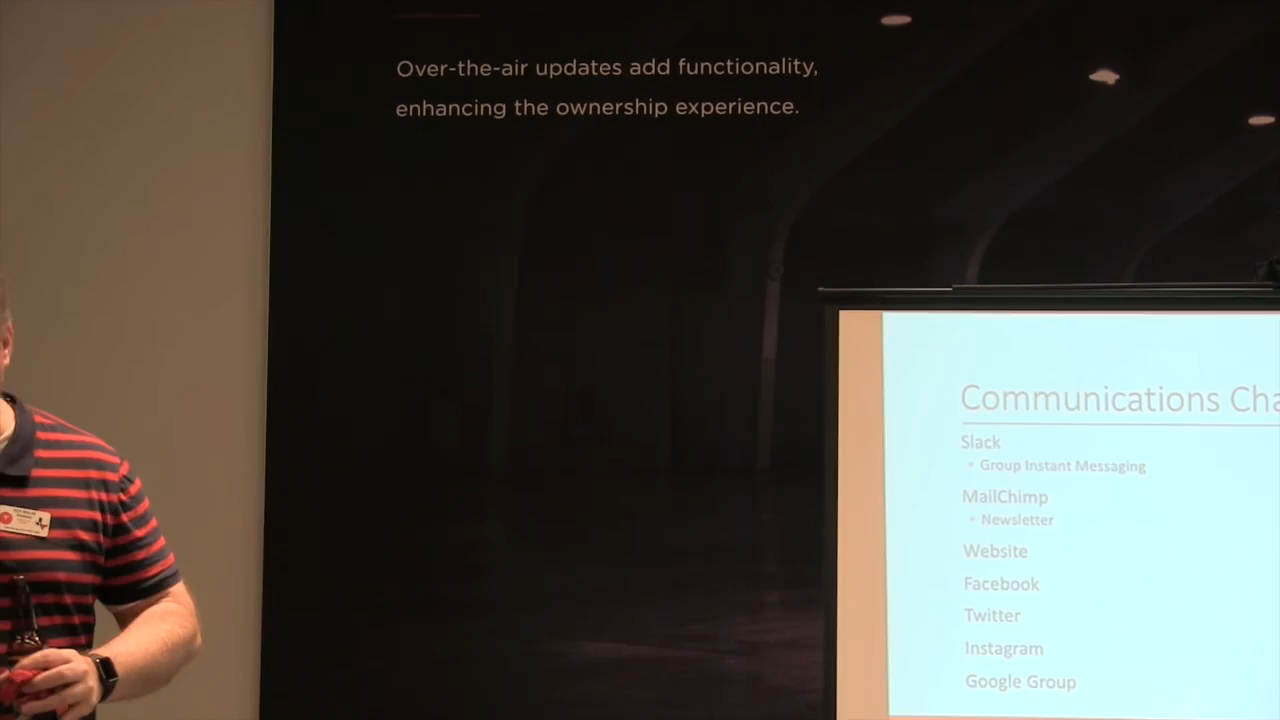 Over-the-air updates add functionality,
enhancing the ownership experience.
Communications Cha
Slack
• Group Instant Messaging
MailChimp
• Newsletter
Website
Facebook
Twitter
Instagram
Google Group